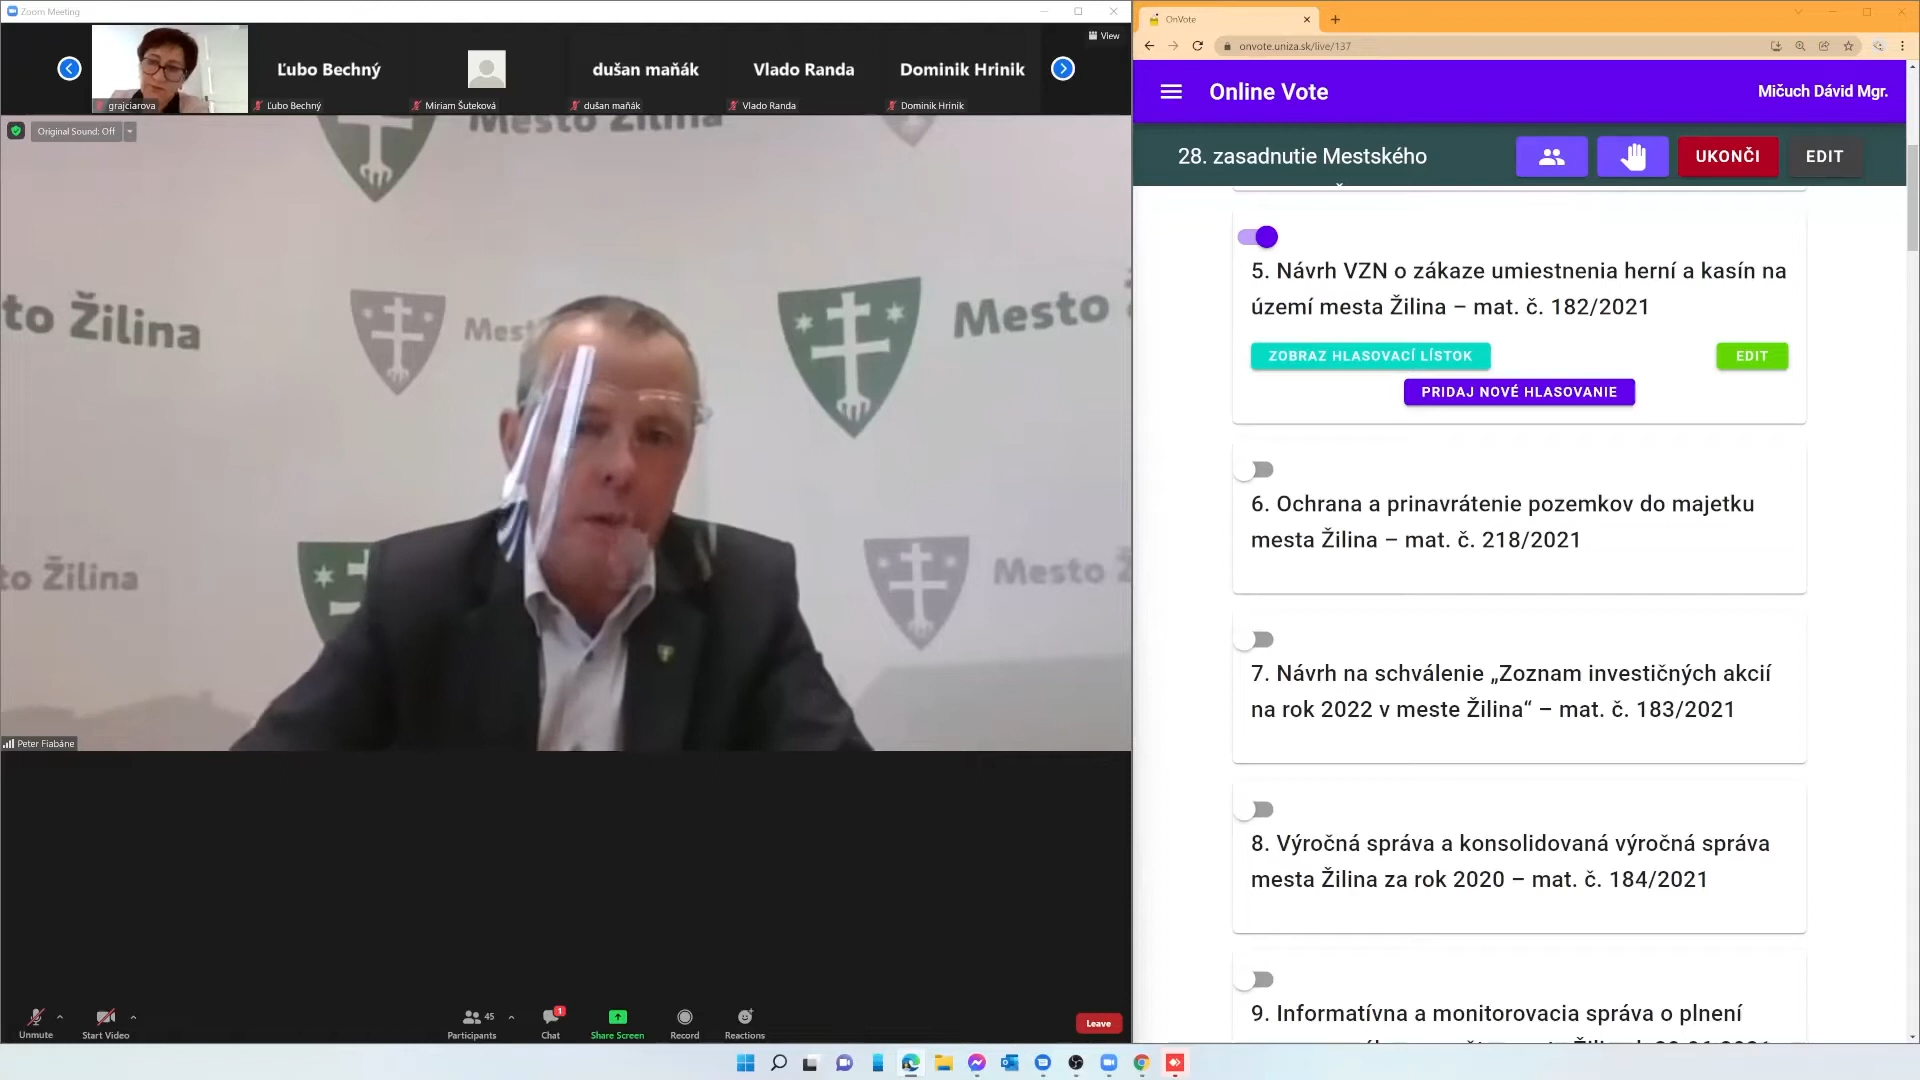 Zoom Meeting
View
Ľubo Bechný
dušan maňák
Vlado Randa
Dominik Hrinik
grajciarova
Ľubo Bechný
Miriam Šuteková
dušan maňák
Vlado Randa
Dominik Hrinik
Original Sound: Off
Mesto Žilina
to Žilina
Mest
Mesto
to Žilina
Mesto Ž
Peter Fiabáne
Unmute
Start Video
45
Participants
1
Chat
Share Screen
Record
Reactions
Leave
OnVote
onvote.uniza.sk/live/137
Online Vote
Mičuch Dávid Mgr.
28. zasadnutie Mestského
UKONČI
EDIT
5. Návrh VZN o zákaze umiestnenia herní a kasín na
území mesta Žilina – mat. č. 182/2021
ZOBRAZ HLASOVACÍ LÍSTOK
EDIT
PRIDAJ NOVÉ HLASOVANIE
6. Ochrana a prinavrátenie pozemkov do majetku
mesta Žilina – mat. č. 218/2021
7. Návrh na schválenie „Zoznam investičných akcií
na rok 2022 v meste Žilina“ – mat. č. 183/2021
8. Výročná správa a konsolidovaná výročná správa
mesta Žilina za rok 2020 – mat. č. 184/2021
9. Informatívna a monitorovacia správa o plnení